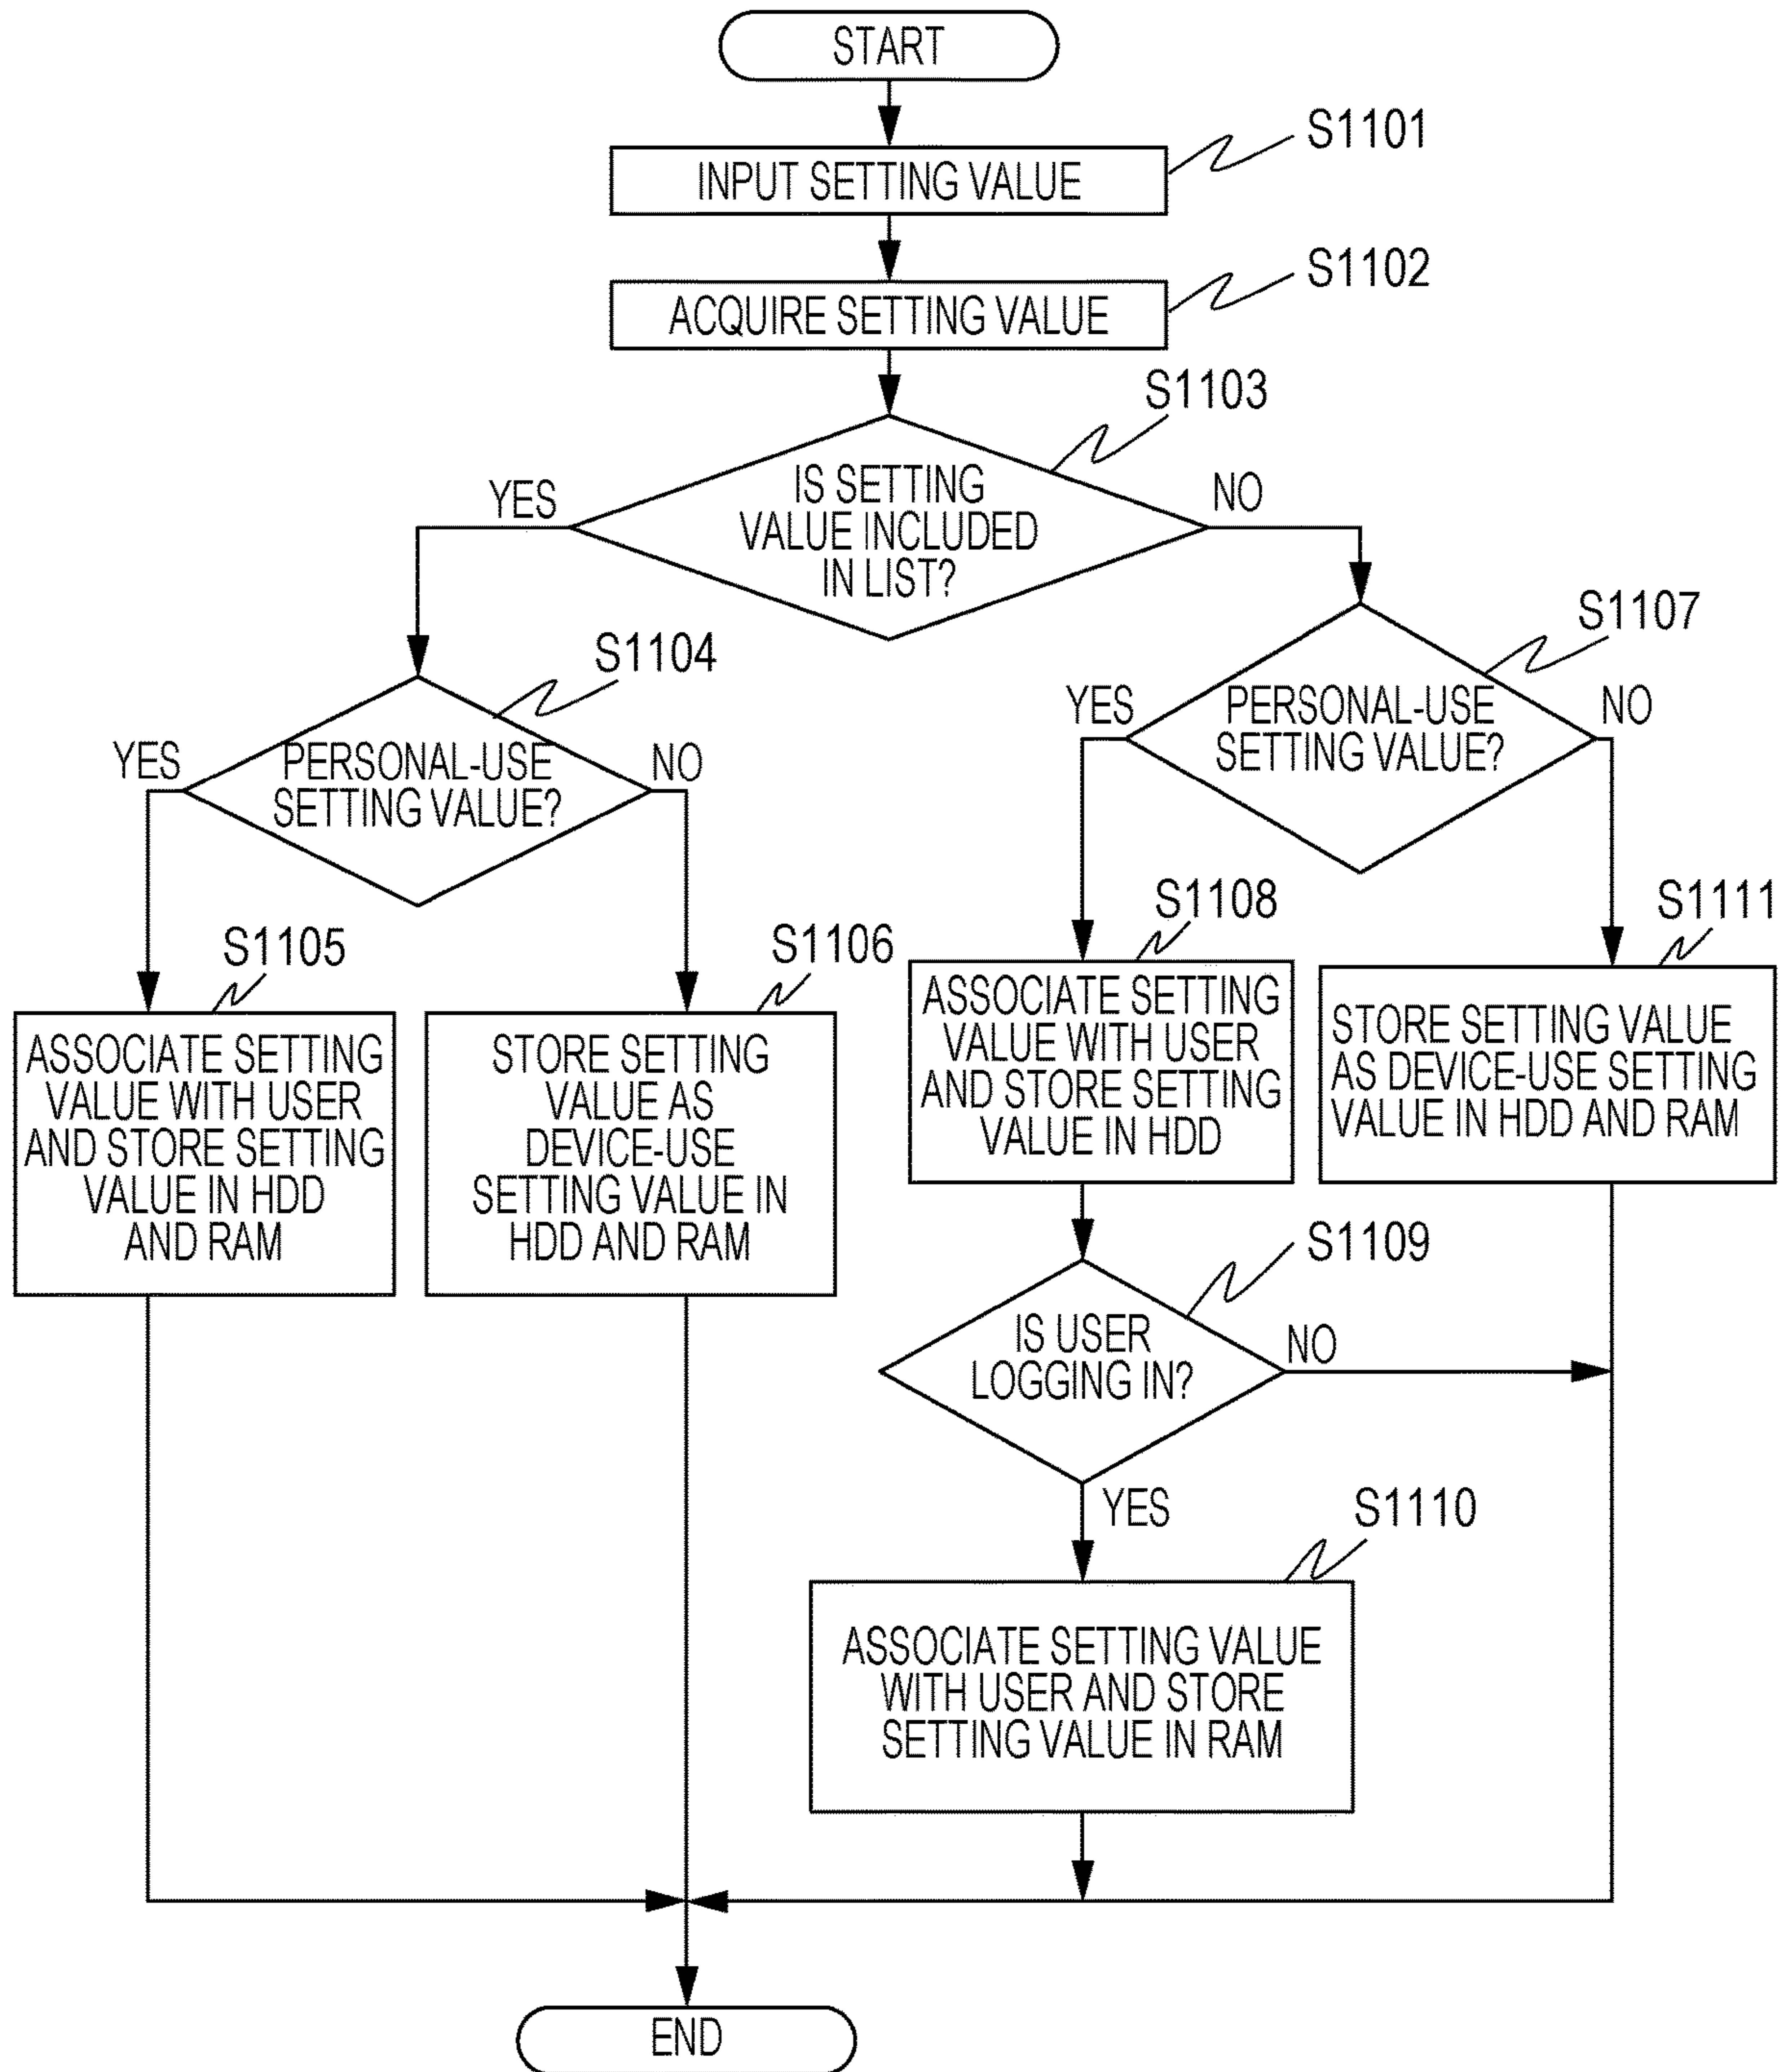 START
S1101
INPUT SETTING VALUE
S1102
ACQUIRE SETTING VALUE
S1103
IS SETTING
VALUE INCLUDED
IN LIST?
YES
NO
S1104
PERSONAL-USE
SETTING VALUE?
YES
NO
S1107
PERSONAL-USE
SETTING VALUE?
YES
NO
S1105
ASSOCIATE SETTING
VALUE WITH USER
AND STORE SETTING
VALUE IN HDD
AND RAM
S1106
STORE SETTING
VALUE AS
DEVICE-USE
SETTING VALUE IN
HDD AND RAM
S1108
ASSOCIATE SETTING
VALUE WITH USER
AND STORE SETTING
VALUE IN HDD
S1111
STORE SETTING VALUE
AS DEVICE-USE SETTING
VALUE IN HDD AND RAM
S1109
IS USER
LOGGING IN?
NO
YES
S1110
ASSOCIATE SETTING VALUE
WITH USER AND STORE
SETTING VALUE IN RAM
END